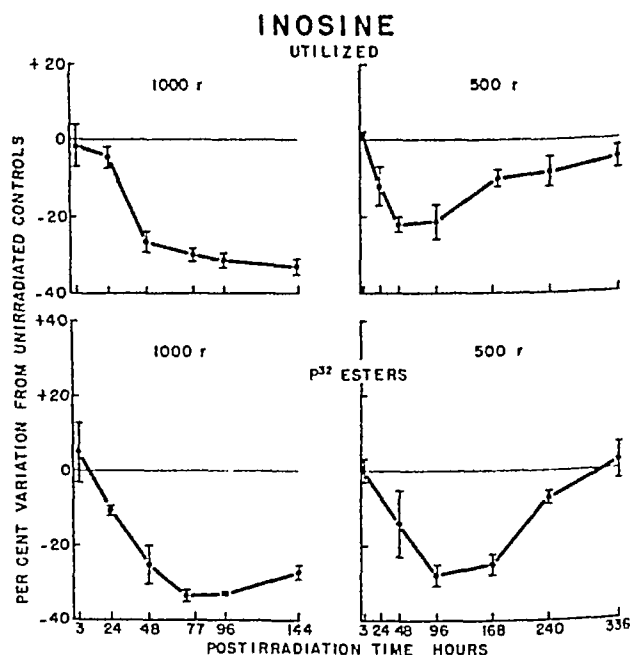 INOSINE
UTILIZED
1000 r 500 r
+20
0
-20
-40
PER CENT VARIATION FROM UNIRRADIATED CONTROLS
+40
1000 r 500 r
P³² ESTERS
+20
0
-20
-40
3 24 48 77 96 144 3 24 48 96 168 240 336
POSTIRRADIATION TIME HOURS